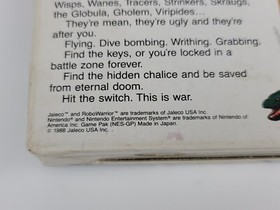 Wisps, Wanes, Tracers, Strinkers, Skraugs,
the Globula, Gholem, Viripides...
They're mean, they're ugly and they're
after you.
Flying. Dive bombing. Writhing. Grabbing.
Find the keys, or you're locked in a
battle zone forever.
Find the hidden chalice and be saved
from eternal doom.
Hit the switch. This is war.
Jaleco™ and RoboWarrior™ are trademarks of Jaleco USA Inc.
Nintendo® and Nintendo Entertainment System® are trademarks of Nintendo of
America Inc. Game Pak (NES-GP) Made in Japan.
© 1988 Jaleco USA Inc.